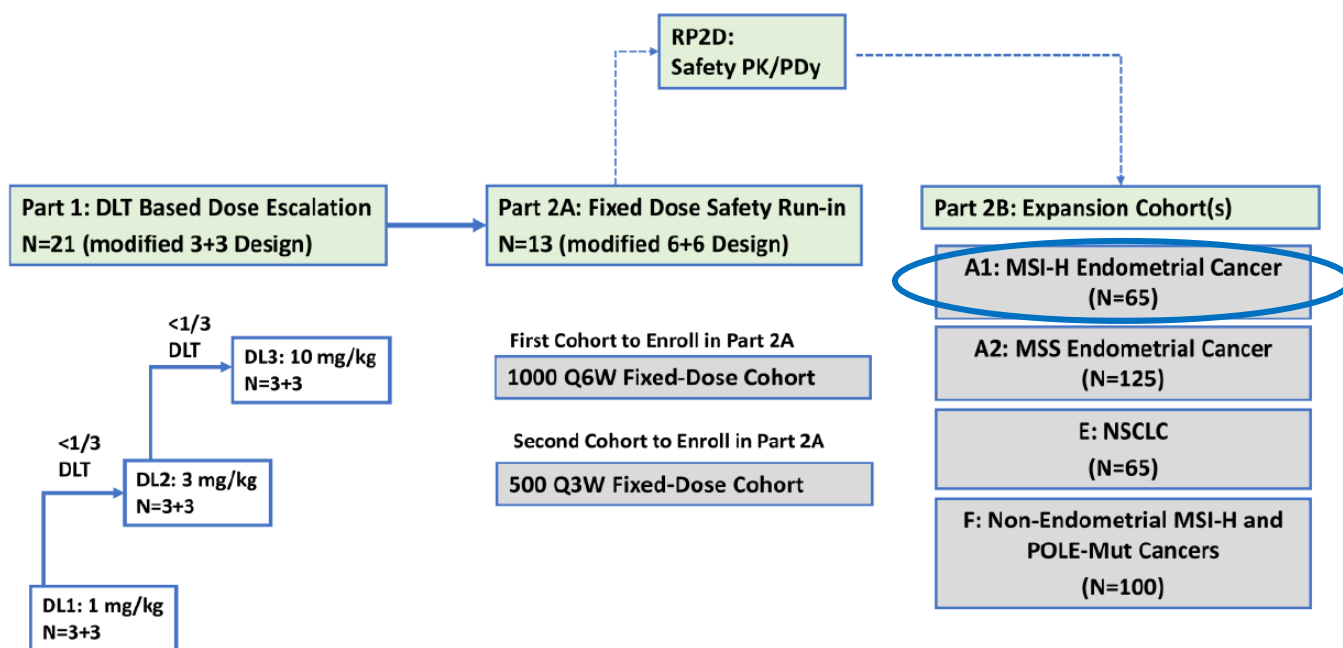 RP2D:
Safety PK/PDy
Part 1: DLT Based Dose Escalation
N=21 (modified 3+3 Design)
<1/3
DLT
DL3: 10 mg/kg
N=3+3
<1/3
DLT
DL2: 3 mg/kg
N=3+3
DL1: 1 mg/kg
N=3+3
Part 2A: Fixed Dose Safety Run-in
N=13 (modified 6+6 Design)
First Cohort to Enroll in Part 2A
1000 Q6W Fixed-Dose Cohort
Second Cohort to Enroll in Part 2A
500 Q3W Fixed-Dose Cohort
Part 2B: Expansion Cohort(s)
A1: MSI-H Endometrial Cancer
(N=65)
A2: MSS Endometrial Cancer
(N=125)
E: NSCLC
(N=65)
F: Non-Endometrial MSI-H and
POLE-Mut Cancers
(N=100)